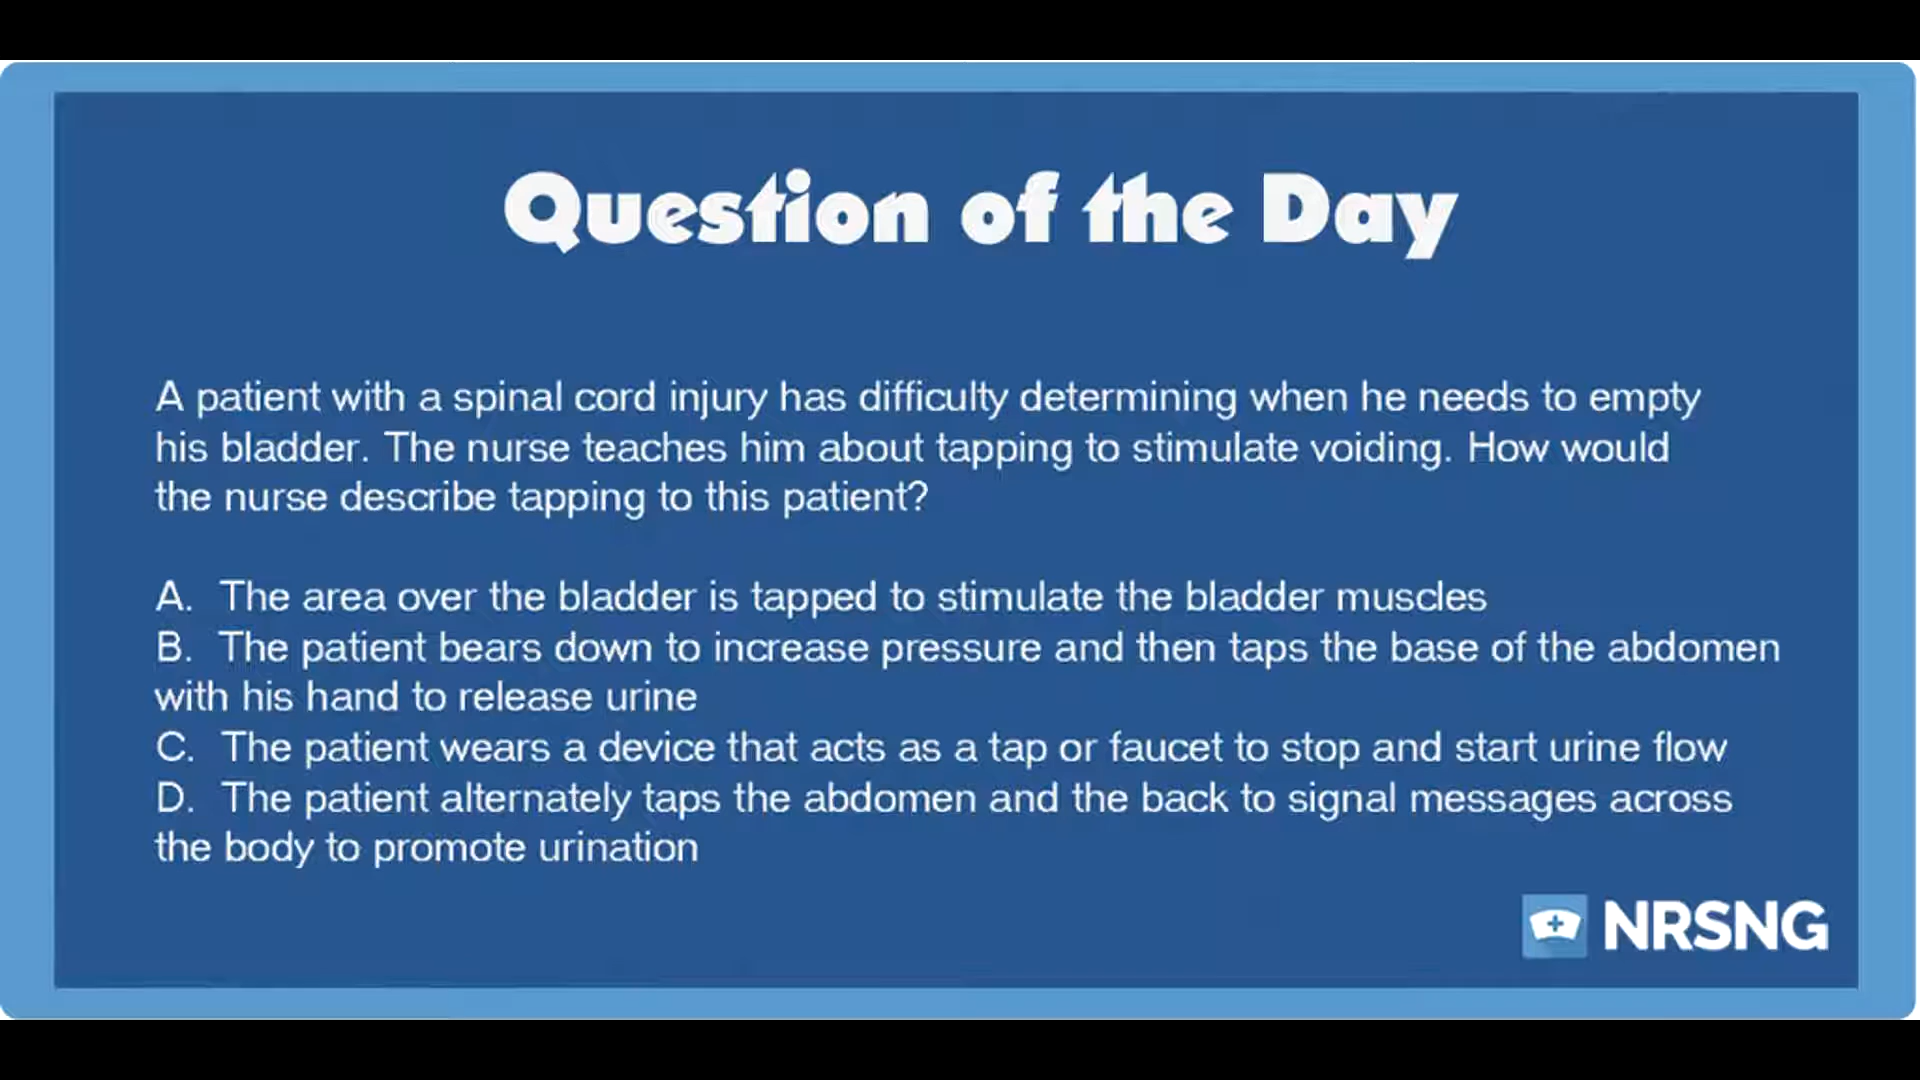 Question of the Day
A patient with a spinal cord injury has difficulty determining when he needs to empty
his bladder. The nurse teaches him about tapping to stimulate voiding. How would
the nurse describe tapping to this patient?
A. The area over the bladder is tapped to stimulate the bladder muscles
B. The patient bears down to increase pressure and then taps the base of the abdomen
with his hand to release urine
C. The patient wears a device that acts as a tap or faucet to stop and start urine flow
D. The patient alternately taps the abdomen and the back to signal messages across
the body to promote urination
NRSNG